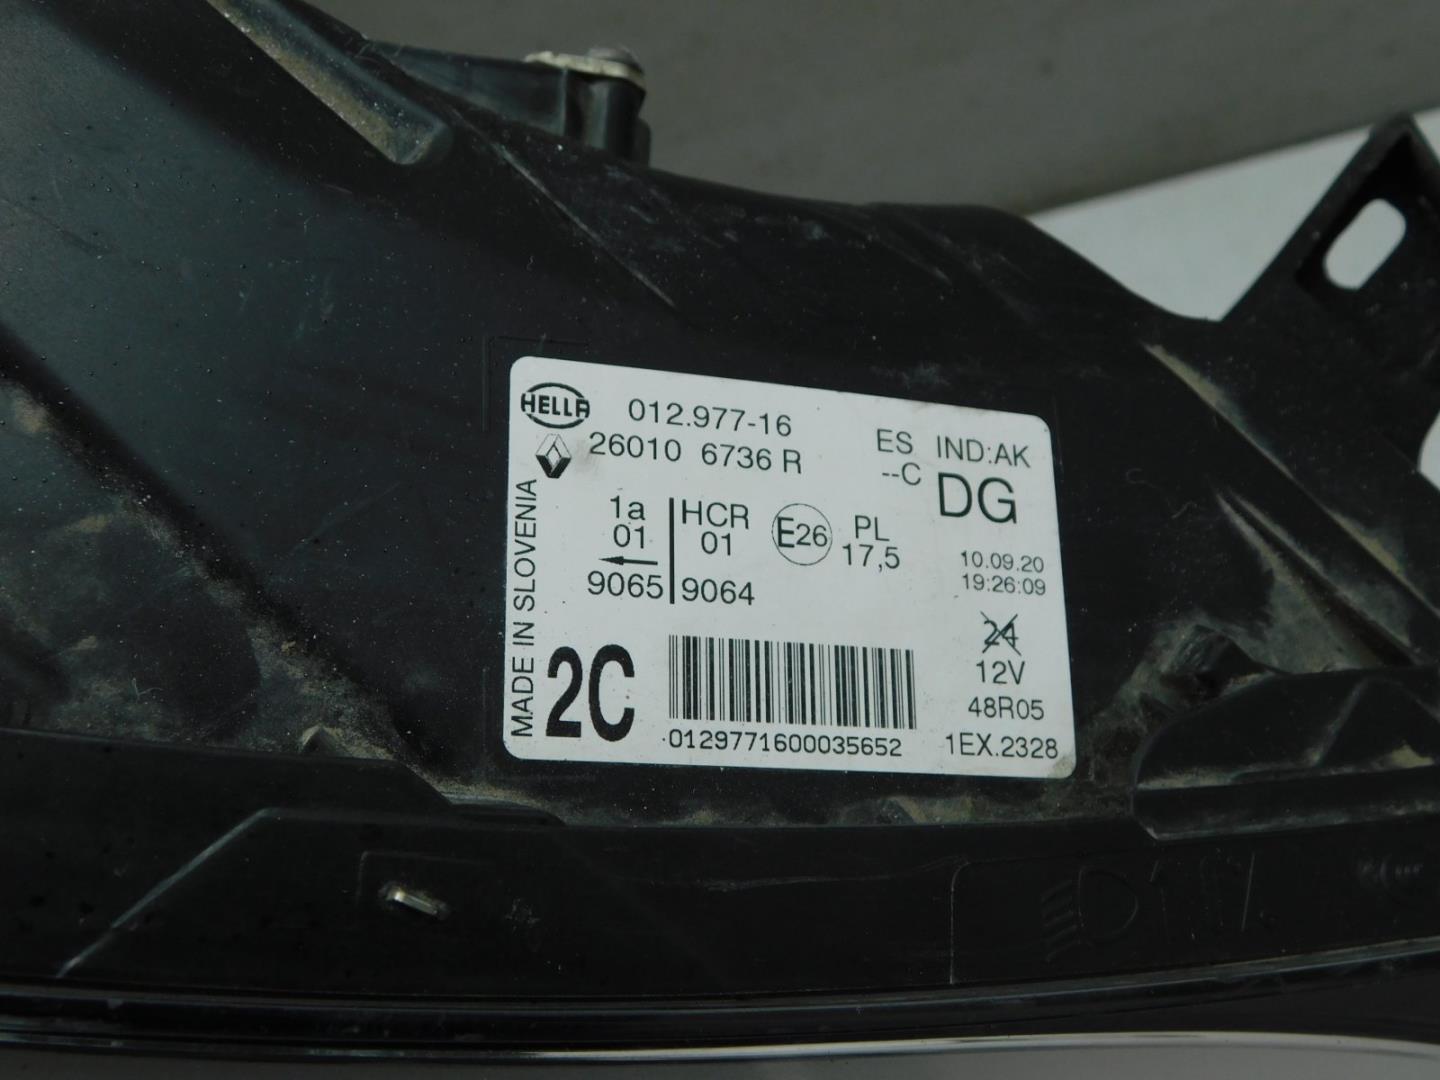 HELLA 012.977-16
26010 6736 R
ES IND:AK
--C DG
1a HCR
01 01
9065 9064
E26
PL
17,5
10.09.20
19:26:09
24
12V
48R05
1EX.2328
MADE IN SLOVENIA
2C
0129771600035652